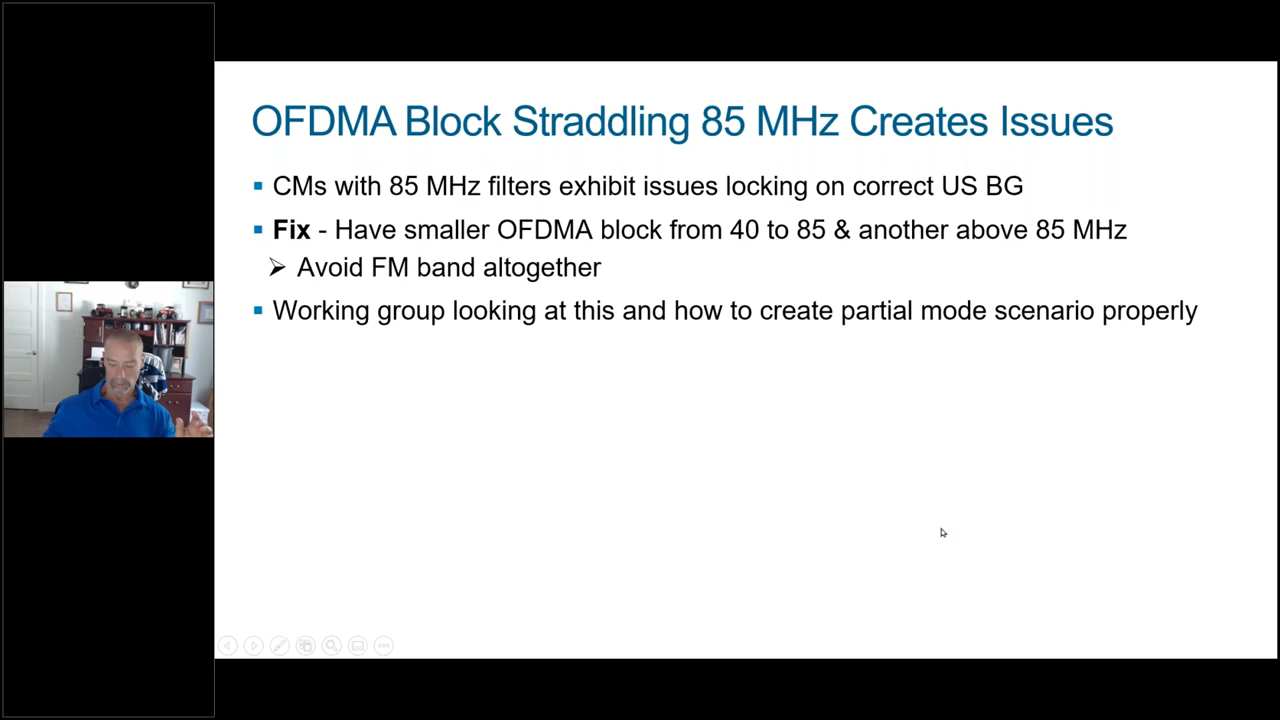 OFDMA Block Straddling 85 MHz Creates Issues
▪ CMs with 85 MHz filters exhibit issues locking on correct US BG
▪ Fix - Have smaller OFDMA block from 40 to 85 & another above 85 MHz
➢ Avoid FM band altogether
▪ Working group looking at this and how to create partial mode scenario properly